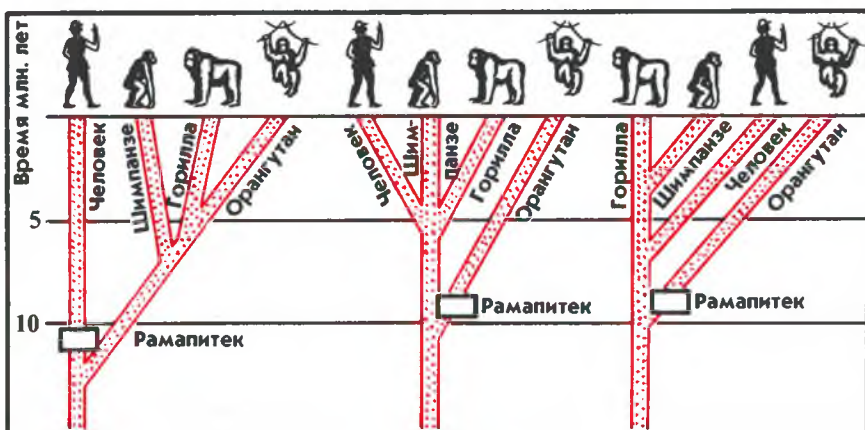 Время млн. лет
5
10
Человек
Шимпанзе
Горилла
Орангутан
Рамапитек
Человек
Шим-
панзе
Горилла
Орангутан
Рамапитек
Горилла
Шимпанзе
Человек
Орангутан
Рамапитек